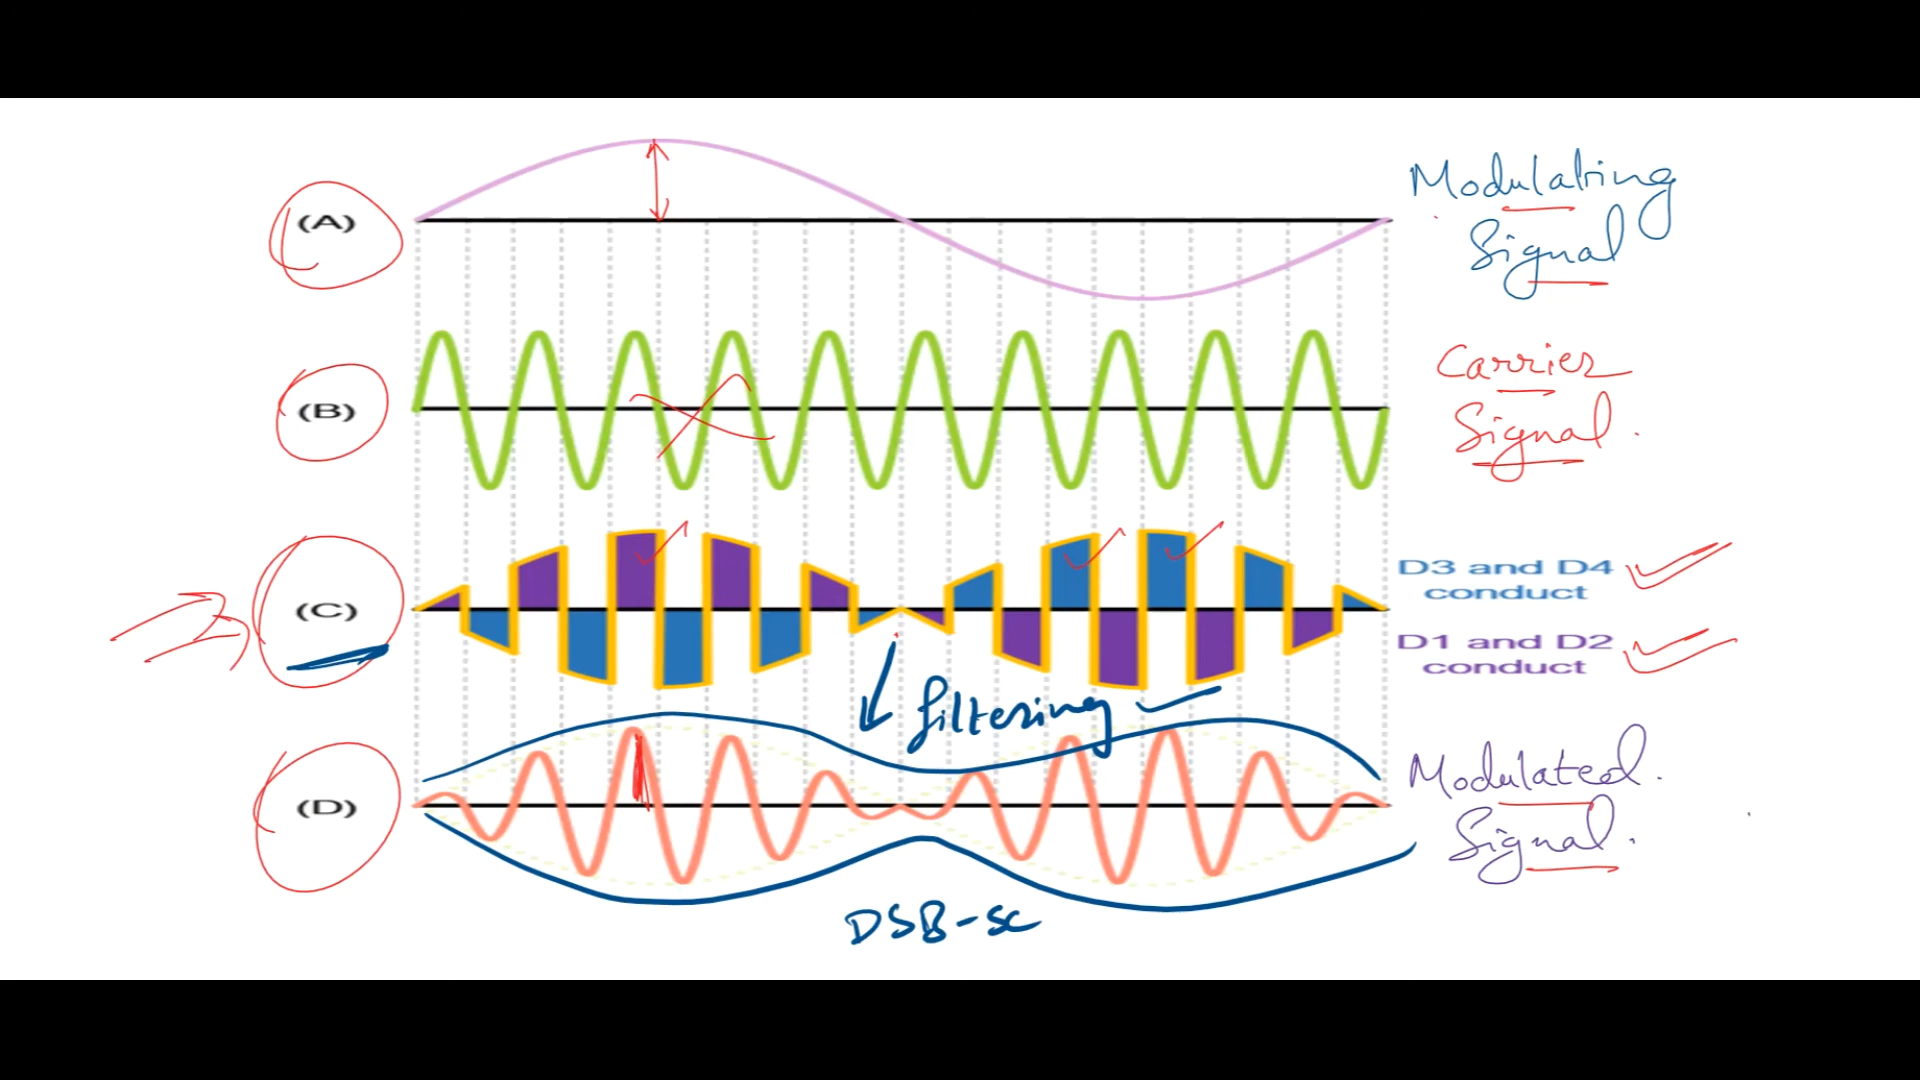 (A)
Modulating
Signal
(B)
Carrier
Signal.
(C)
D3 and D4
conduct
D1 and D2
conduct
filtering
(D)
Modulated.
Signal.
DSB-SC